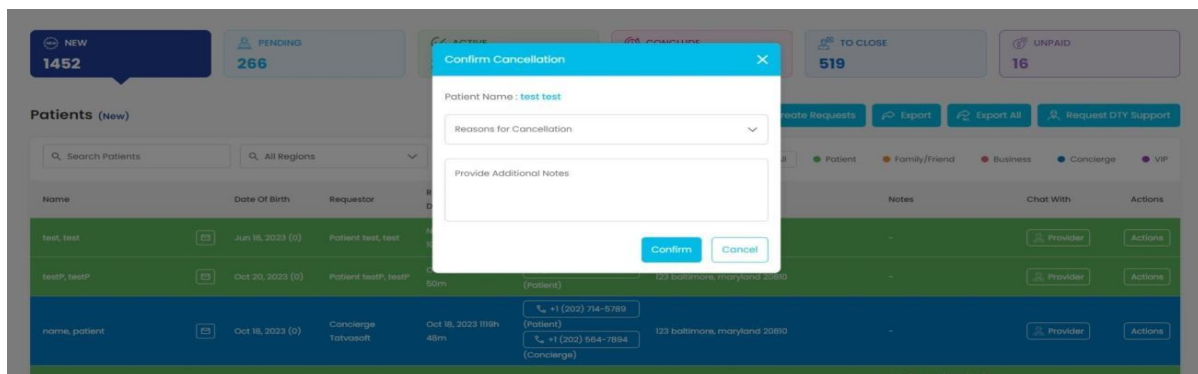 NEW
1452
PENDING
266
ACTIVE
CONCLUDE
TO CLOSE
519
UNPAID
16
Confirm Cancellation
Patient Name : test test
Reasons for Cancellation
Provide Additional Notes
Confirm
Cancel
Patients (New)
reate Requests
Export
Export All
Request DTY Support
Search Patients
All Regions
Patient
Family/Friend
Business
Concierge
VIP
Name
Date Of Birth
Requestor
Notes
Chat With
Actions
test, test
Jun 16, 2023 (0)
Patient test, test
-
Provider
Actions
testP, testP
Oct 20, 2023 (0)
Patient testP, testP
50m
(Patient)
123 baltimore, maryland 20810
-
Provider
Actions
name, patient
Oct 18, 2023 (0)
Concierge
Tatvasoft
Oct 18, 2023 1119h
48m
+1 (202) 714-5789
(Patient)
+1 (202) 564-7894
(Concierge)
123 baltimore, maryland 20810
-
Provider
Actions